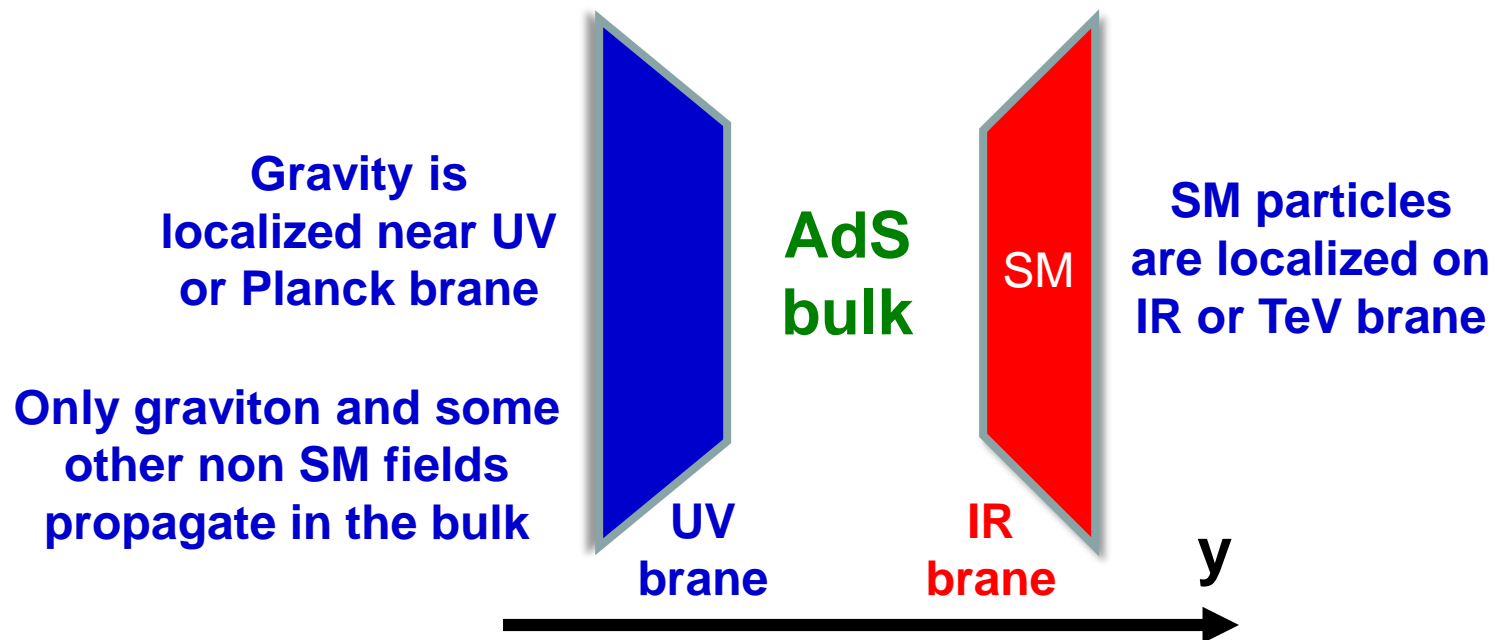 Gravity is
localized near UV
or Planck brane
Only graviton and some
other non SM fields
propagate in the bulk
UV
brane
AdS
bulk
SM
IR
brane
SM particles
are localized on
IR or TeV brane
y